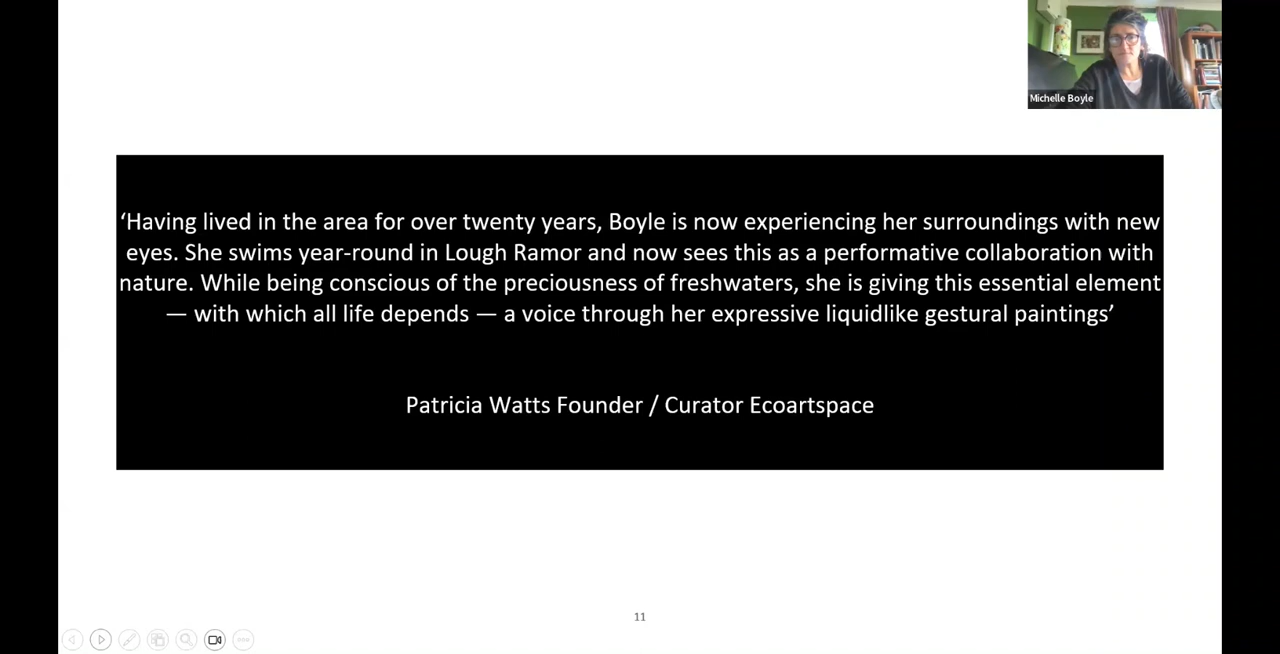 Michelle Boyle
‘Having lived in the area for over twenty years, Boyle is now experiencing her surroundings with new
eyes. She swims year-round in Lough Ramor and now sees this as a performative collaboration with
nature. While being conscious of the preciousness of freshwaters, she is giving this essential element
— with which all life depends — a voice through her expressive liquidlike gestural paintings’
Patricia Watts Founder / Curator Ecoartspace
11